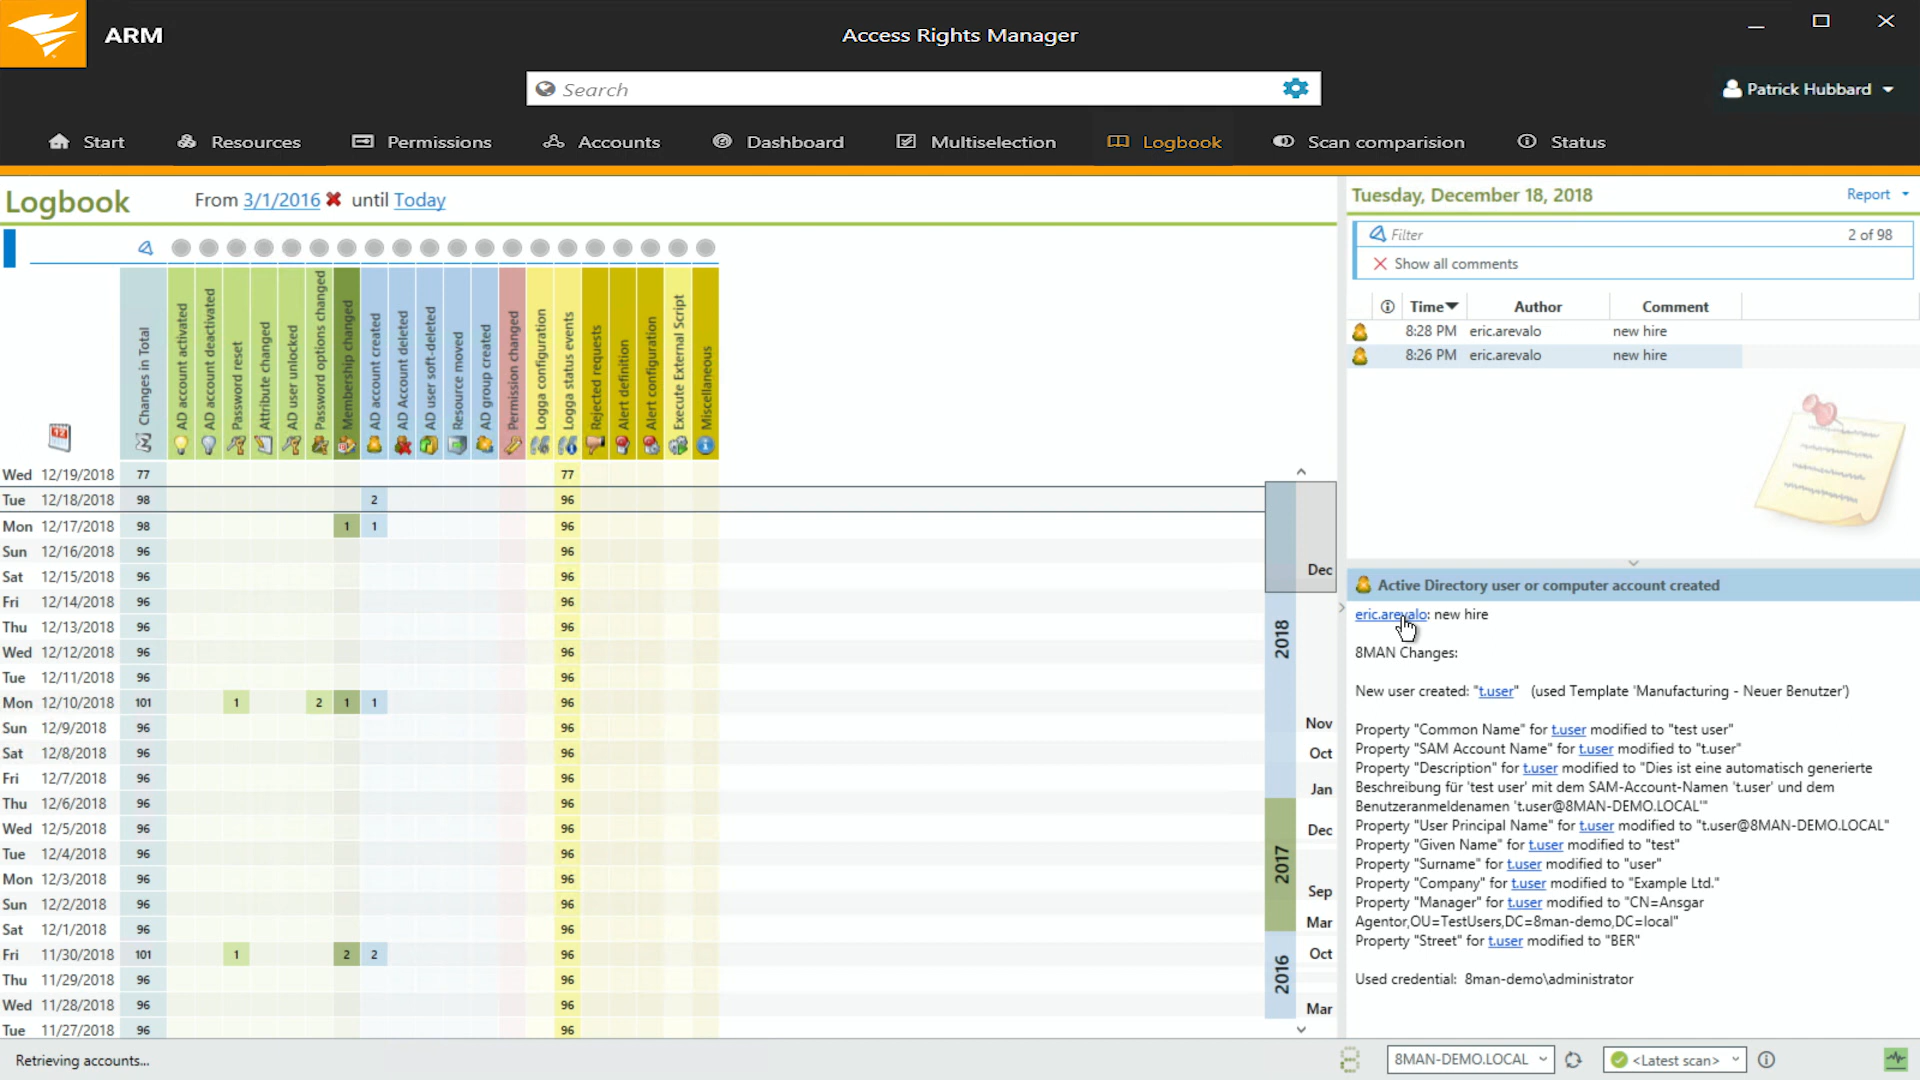 ARM
Access Rights Manager
Search
Patrick Hubbard
Start Resources Permissions Accounts Dashboard Multiselection Logbook Scan comparision Status
Logbook From 3/1/2016 until Today
Changes in Total
AD account activated
AD account deactivated
Password reset
Attribute changed
AD user unlocked
Password options changed
Membership changed
AD account created
AD Account deleted
AD user soft-deleted
Resource moved
AD group created
Permission changed
Logga configuration
Logga status events
Rejected requests
Alert definition
Alert configuration
Execute External Script
Miscellaneous
12
Wed 12/19/2018 77 77
Tue 12/18/2018 98 2 96
Mon 12/17/2018 98 1 1 96
Sun 12/16/2018 96 96
Sat 12/15/2018 96 96
Fri 12/14/2018 96 96
Thu 12/13/2018 96 96
Wed 12/12/2018 96 96
Tue 12/11/2018 96 96
Mon 12/10/2018 101 1 2 1 1 96
Sun 12/9/2018 96 96
Sat 12/8/2018 96 96
Fri 12/7/2018 96 96
Thu 12/6/2018 96 96
Wed 12/5/2018 96 96
Tue 12/4/2018 96 96
Mon 12/3/2018 96 96
Sun 12/2/2018 96 96
Sat 12/1/2018 96 96
Fri 11/30/2018 101 1 2 2 96
Thu 11/29/2018 96 96
Wed 11/28/2018 96 96
Tue 11/27/2018 96 96
Dec
2018
Nov
Oct
Jan
Dec
2017
Sep
Mar
Oct
2016
Mar
Tuesday, December 18, 2018 Report
Filter 2 of 98
Show all comments
Time Author Comment
8:28 PM eric.arevalo new hire
8:26 PM eric.arevalo new hire
Active Directory user or computer account created
eric.arevalo: new hire
8MAN Changes:
New user created: "t.user" (used Template 'Manufacturing - Neuer Benutzer')
Property "Common Name" for t.user modified to "test user"
Property "SAM Account Name" for t.user modified to "t.user"
Property "Description" for t.user modified to "Dies ist eine automatisch generierte
Beschreibung für 'test user' mit dem SAM-Account-Namen 't.user' und dem
Benutzeranmeldenamen 't.user@8MAN-DEMO.LOCAL'"
Property "User Principal Name" for t.user modified to "t.user@8MAN-DEMO.LOCAL"
Property "Given Name" for t.user modified to "test"
Property "Surname" for t.user modified to "user"
Property "Company" for t.user modified to "Example Ltd."
Property "Manager" for t.user modified to "CN=Ansgar
Agentor,OU=TestUsers,DC=8man-demo,DC=local"
Property "Street" for t.user modified to "BER"
Used credential: 8man-demo\administrator
Retrieving accounts... 8MAN-DEMO.LOCAL <Latest scan>